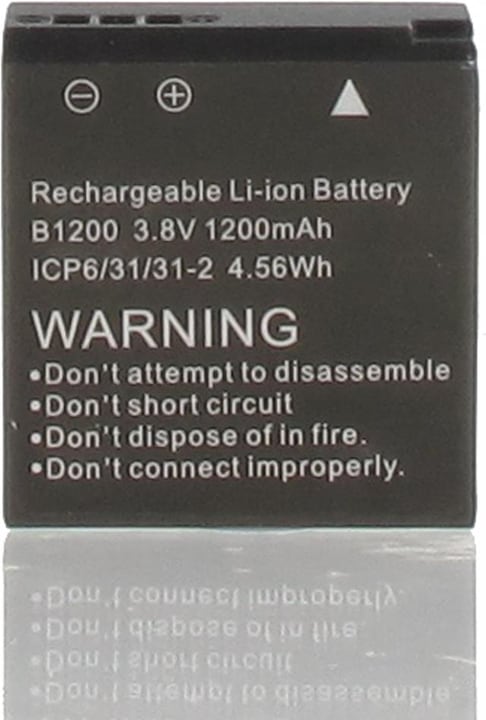 Rechargeable Li-ion Battery
B1200 3.8V 1200mAh
ICP6/31/31-2 4.56Wh
WARNING
•Don't attempt to disassemble
•Don't short circuit
•Don't dispose of in fire.
•Don't connect improperly.